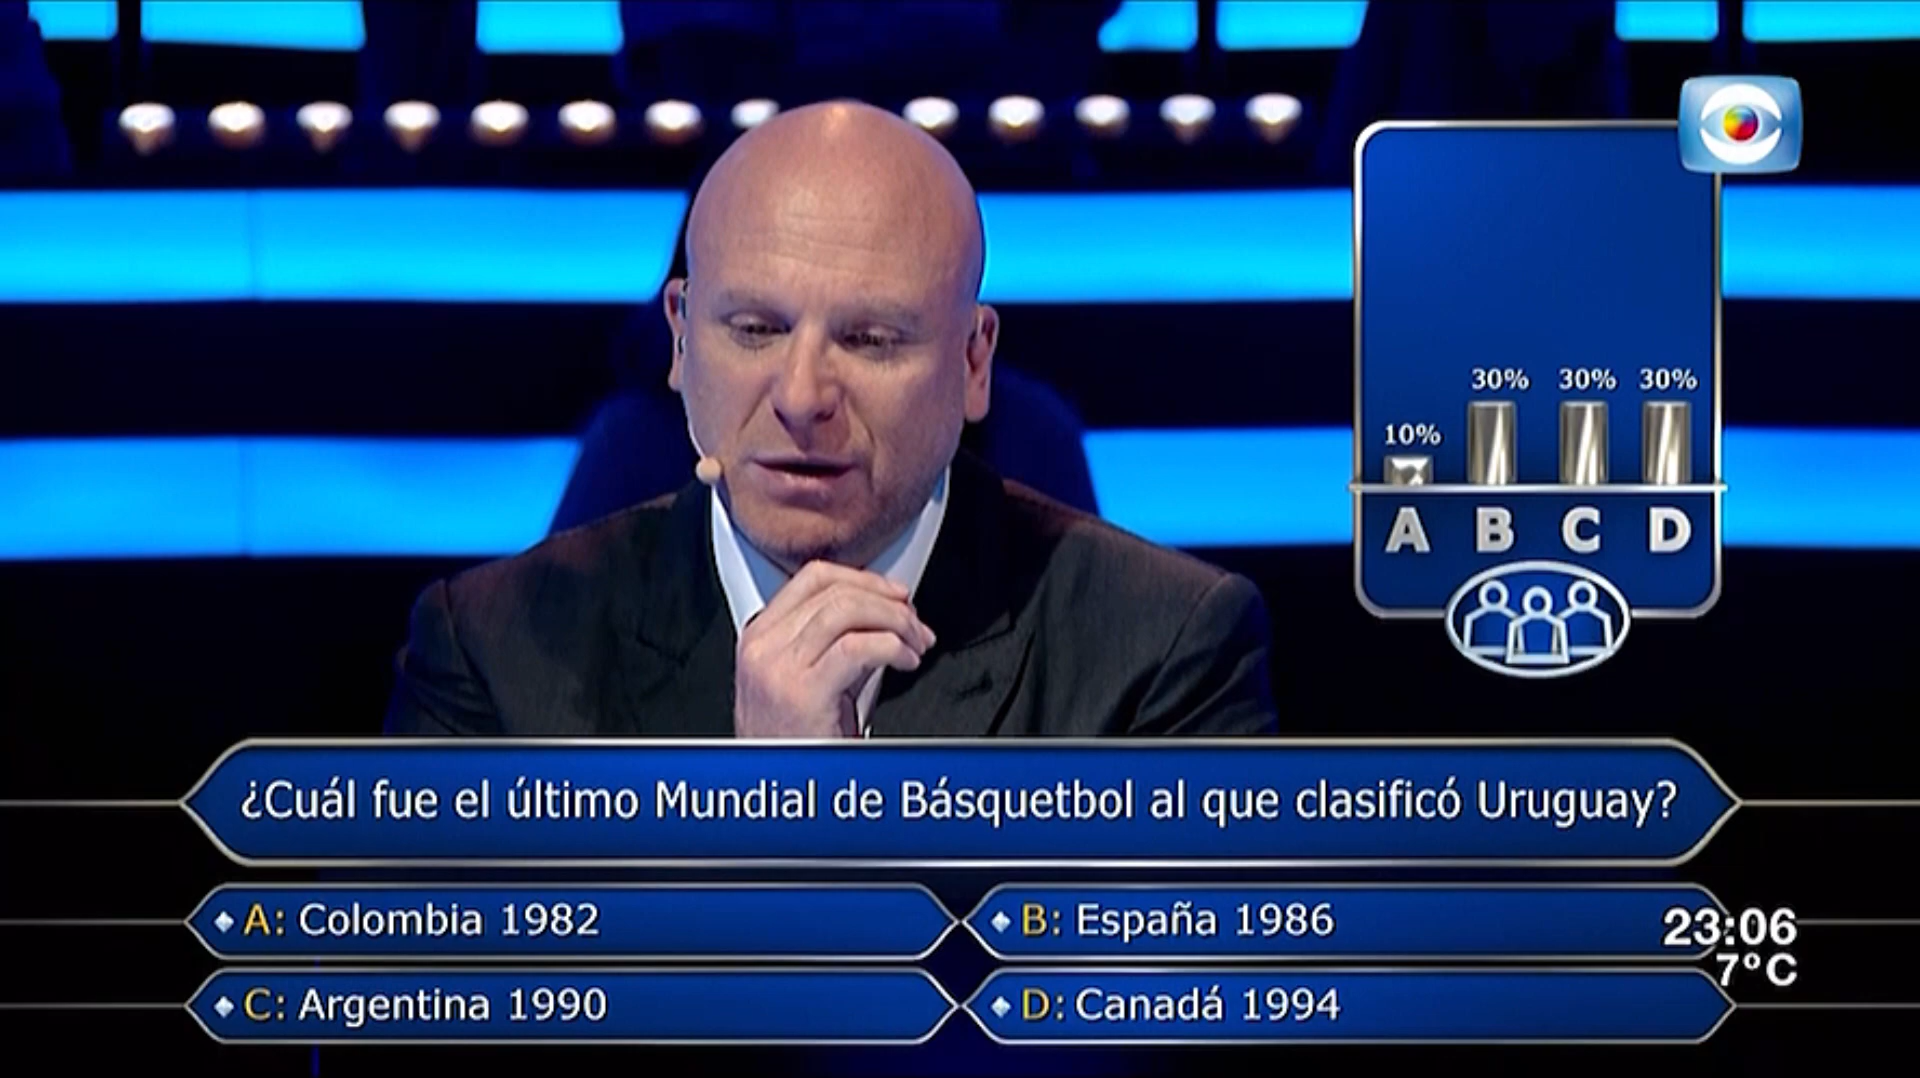 30% 30% 30%
10%
A B C D
¿Cuál fue el último Mundial de Básquetbol al que clasificó Uruguay?
A: Colombia 1982
B: España 1986
23:06
7°C
C: Argentina 1990
D: Canadá 1994